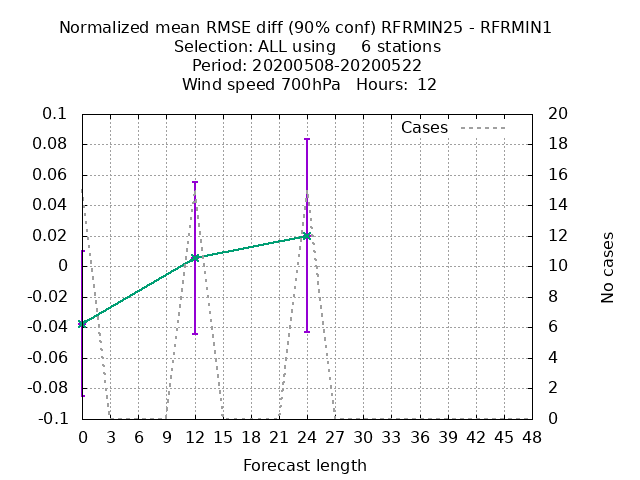 Normalized mean RMSE diff (90% conf) RFRMIN25 - RFRMIN1
Selection: ALL using     6 stations
Period: 20200508-20200522
Wind speed 700hPa   Hours:  12
Cases
0.1
0.08
0.06
0.04
0.02
0
-0.02
-0.04
-0.06
-0.08
-0.1
20
18
16
14
12
10
8
6
4
2
0
No cases
0 3 6 9 12 15 18 21 24 27 30 33 36 39 42 45 48
Forecast length